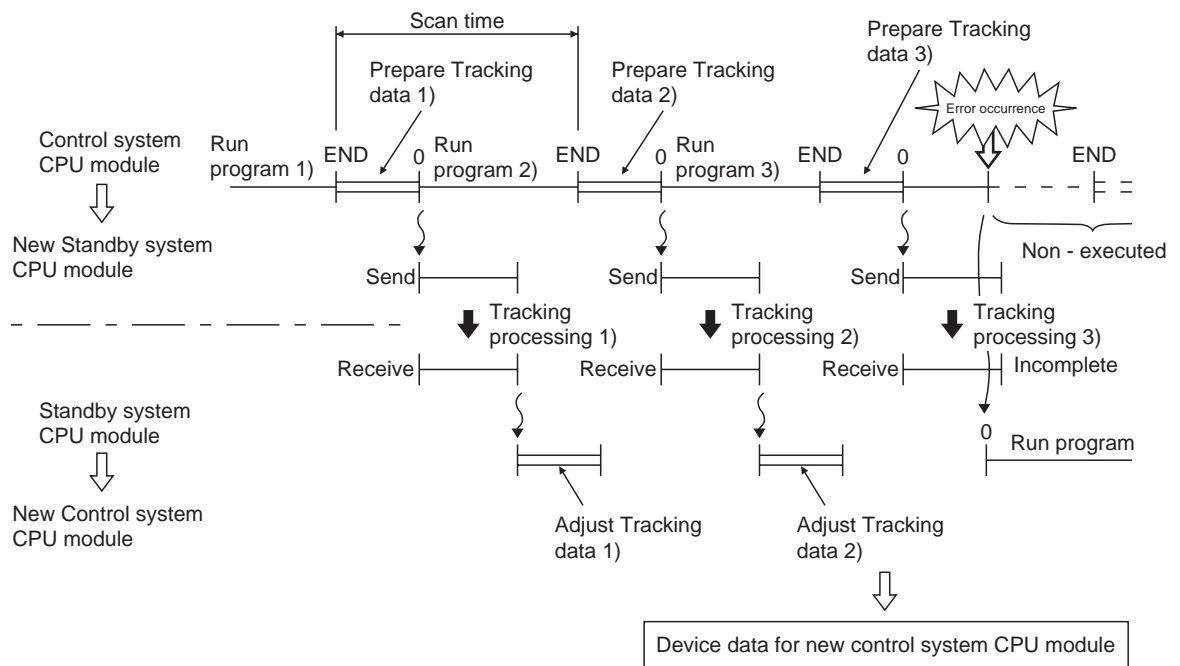 Scan time
Prepare Tracking
data 1)
Prepare Tracking
data 2)
Prepare Tracking
data 3)
Error occurrence
Control system
CPU module
Run
program 1)
END
0
Run
program 2)
END
0
Run
program 3)
0
END
New Standby system
CPU module
Non - executed
Send
Send
Send
Tracking
processing 1)
Tracking
processing 2)
Tracking
processing 3)
Receive
Receive
Receive
Incomplete
Standby system
CPU module
0
Run program
New Control system
CPU module
Adjust Tracking
data 1)
Adjust Tracking
data 2)
Device data for new control system CPU module